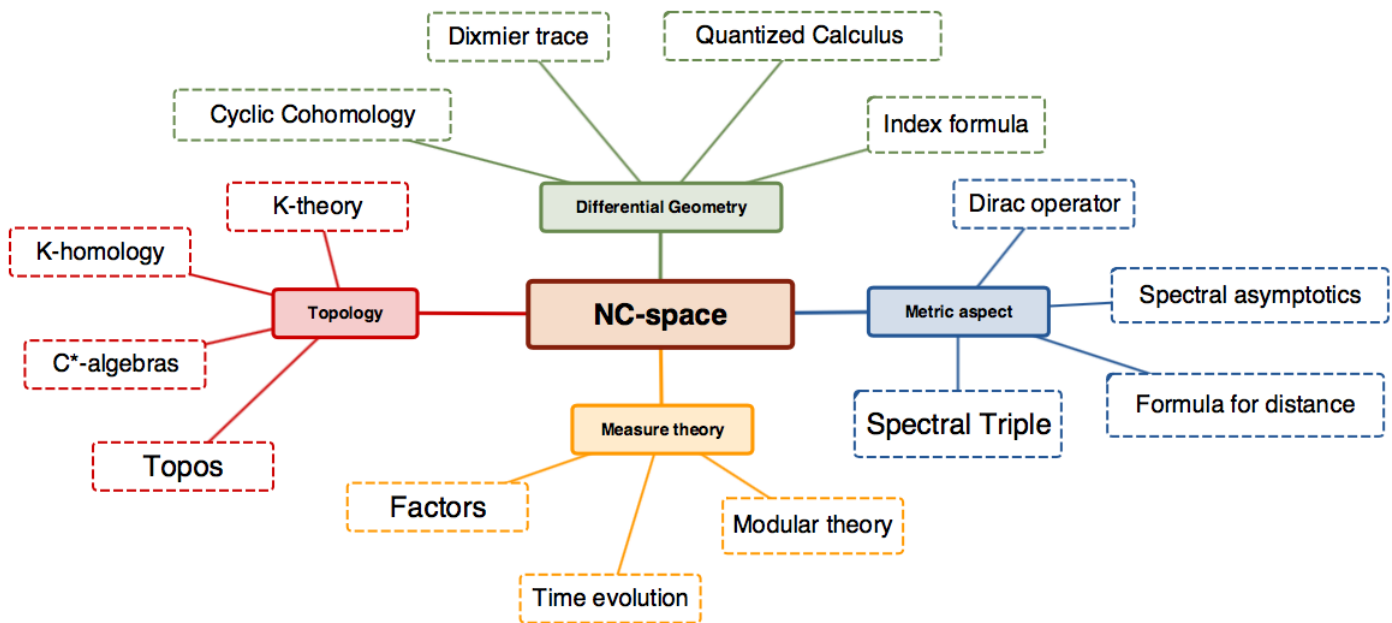 Dixmier trace
Quantized Calculus
Cyclic Cohomology
Index formula
Differential Geometry
K-theory
Dirac operator
K-homology
Spectral asymptotics
Topology
NC-space
Metric aspect
C*-algebras
Formula for distance
Spectral Triple
Measure theory
Topos
Factors
Modular theory
Time evolution